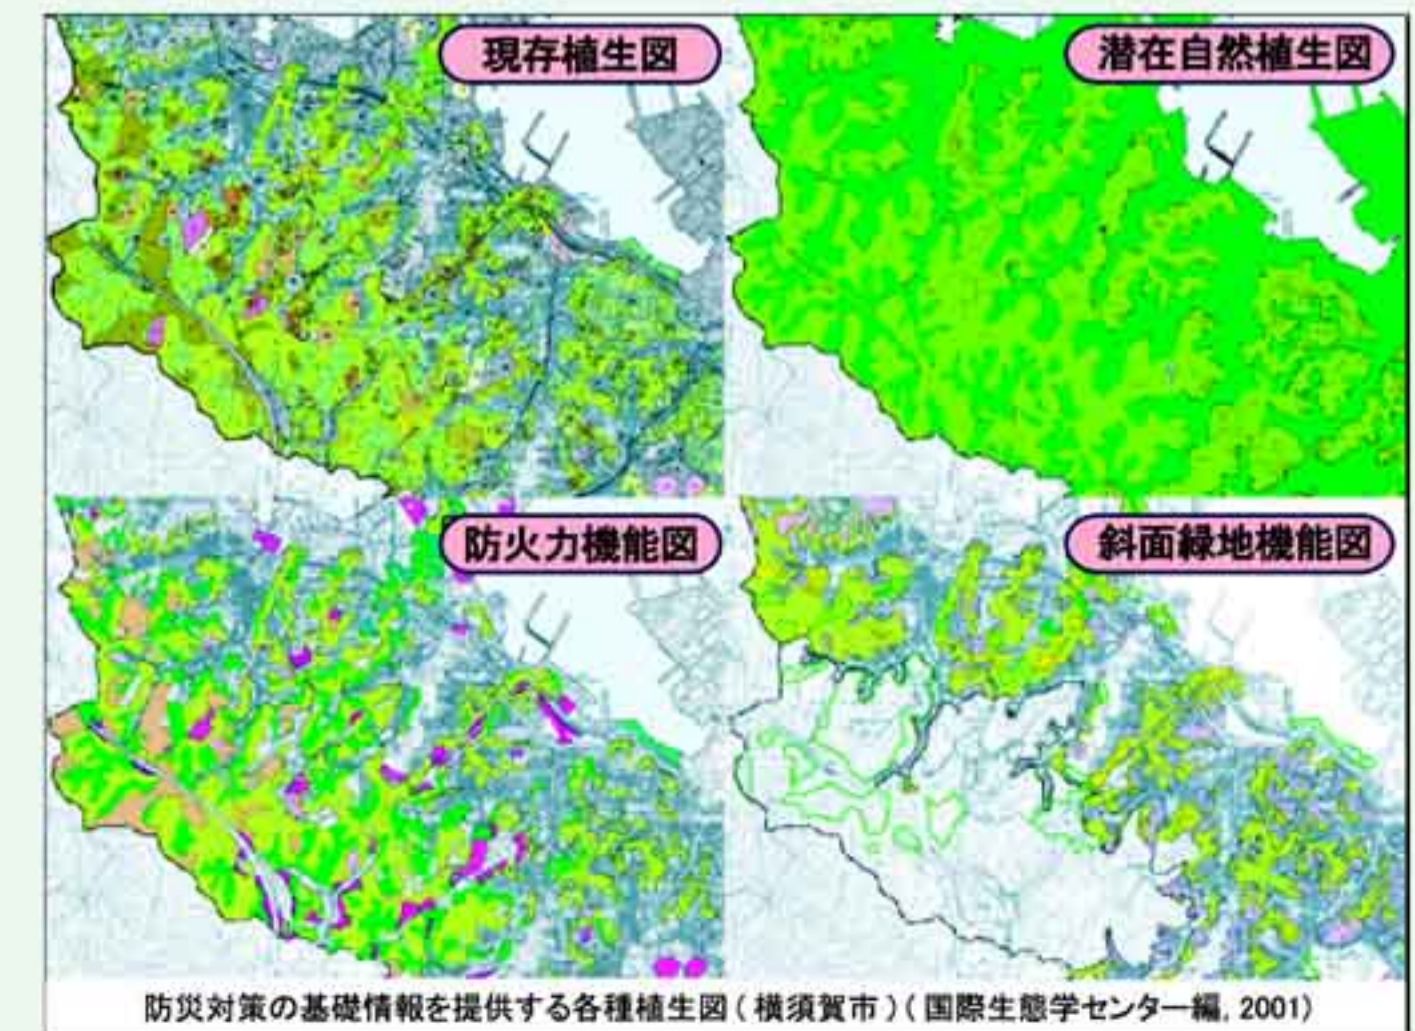 現存植生図
潜在自然植生図
防火力機能図
斜面緑地機能図
防災対策の基礎情報を提供する各種植生図(横須賀市)(国際生態学センター編, 2001)